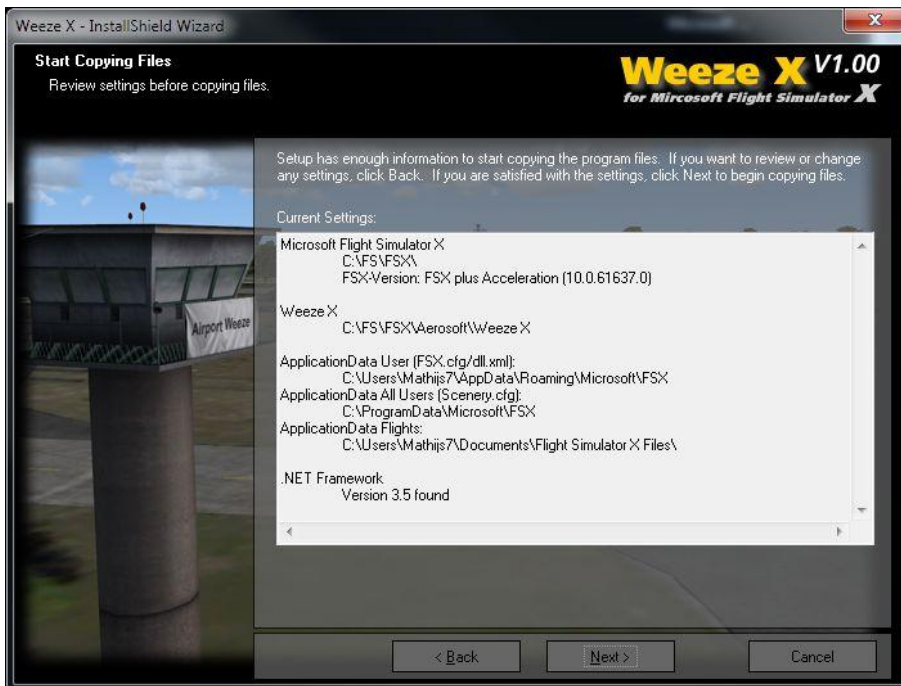 Weeze X - InstallShield Wizard
Start Copying Files
Review settings before copying files.
Weeze X V1.00
for Mircosoft Flight Simulator X
Setup has enough information to start copying the program files. If you want to review or change
any settings, click Back. If you are satisfied with the settings, click Next to begin copying files.
Current Settings:
Microsoft Flight Simulator X
C:\FS\FSX\
FSX-Version: FSX plus Acceleration (10.0.61637.0)
Weeze X
C:\FS\FSX\Aerosoft\Weeze X
ApplicationData User (FSX.cfg/dll.xml):
C:\Users\Mathijs7\AppData\Roaming\Microsoft\FSX
ApplicationData All Users (Scenery.cfg):
C:\ProgramData\Microsoft\FSX
ApplicationData Flights:
C:\Users\Mathijs7\Documents\Flight Simulator X Files\
.NET Framework
Version 3.5 found
Airport Weeze
< Back
Next >
Cancel